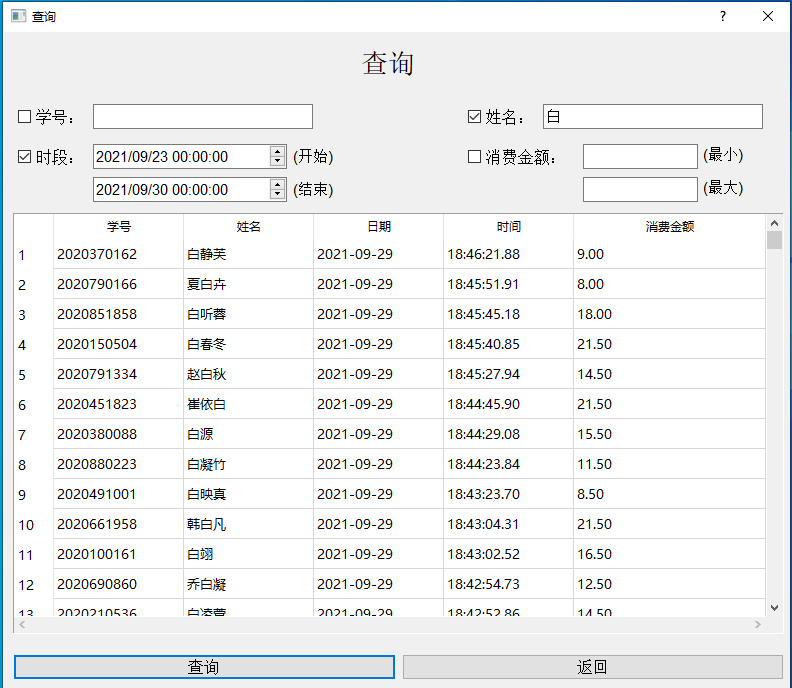 查询
?
查询
学号： 姓名： 白
时段： 2021/09/23 00:00:00 (开始) 消费金额： (最小)
2021/09/30 00:00:00 (结束) (最大)
学号 姓名 日期 时间 消费金额
1 2020370162 白静芙 2021-09-29 18:46:21.88 9.00
2 2020790166 夏白卉 2021-09-29 18:45:51.91 8.00
3 2020851858 白听蓉 2021-09-29 18:45:45.18 18.00
4 2020150504 白春冬 2021-09-29 18:45:40.85 21.50
5 2020791334 赵白秋 2021-09-29 18:45:27.94 14.50
6 2020451823 崔依白 2021-09-29 18:44:45.90 21.50
7 2020380088 白源 2021-09-29 18:44:29.08 15.50
8 2020880223 白凝竹 2021-09-29 18:44:23.84 11.50
9 2020491001 白映真 2021-09-29 18:43:23.70 8.50
10 2020661958 韩白凡 2021-09-29 18:43:04.31 21.50
11 2020100161 白翊 2021-09-29 18:43:02.52 16.50
12 2020690860 乔白凝 2021-09-29 18:42:54.73 12.50
13 2020210536 白凌萱 2021-09-29 18:42:52.86 14.50
查询 返回